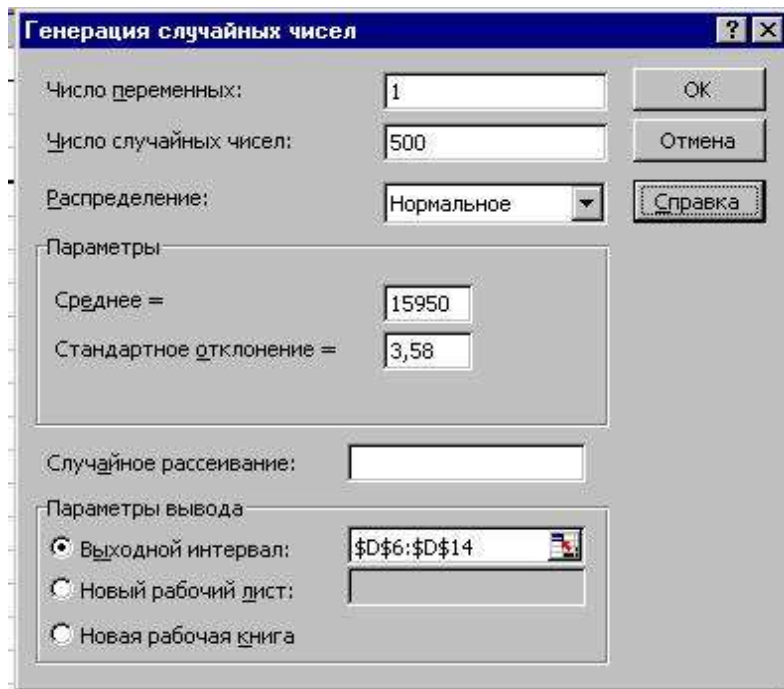 Генерация случайных чисел
Число переменных: 1 ОК
Число случайных чисел: 500 Отмена
Распределение: Нормальное Справка
Параметры
Среднее = 15950
Стандартное отклонение = 3,58
Случайное рассеивание:
Параметры вывода
Выходной интервал: $D$6:$D$14
Новый рабочий лист:
Новая рабочая книга